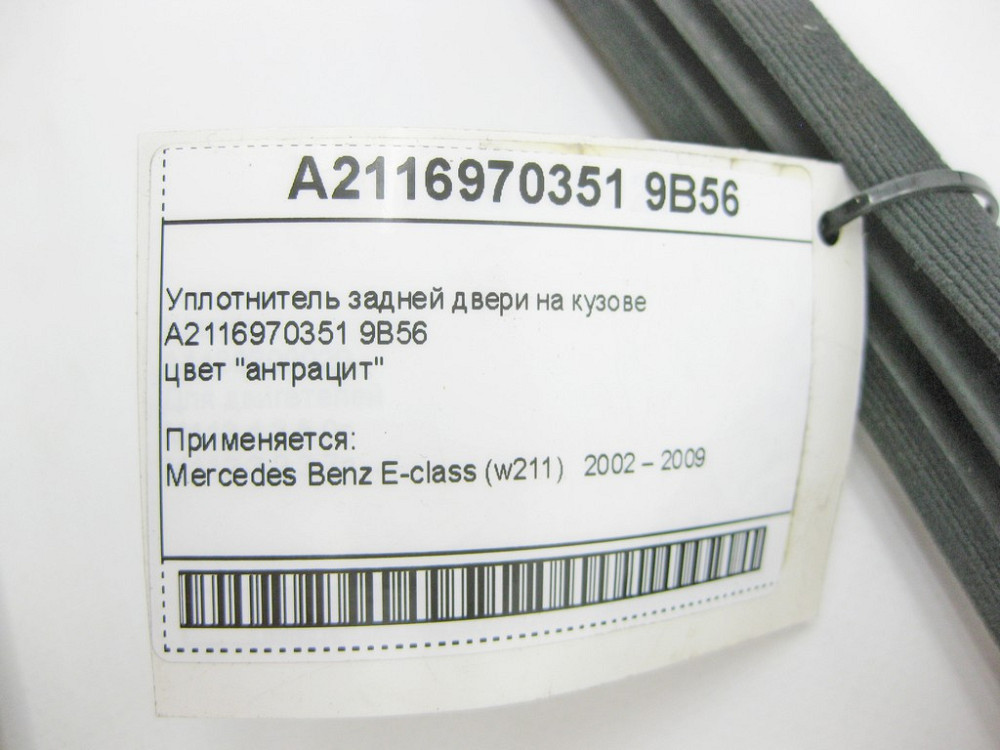 A2116970351 9B56
Уплотнитель задней двери на кузове
A2116970351 9B56
цвет "антрацит"
Применяется:
Mercedes Benz E-class (w211) 2002 – 2009